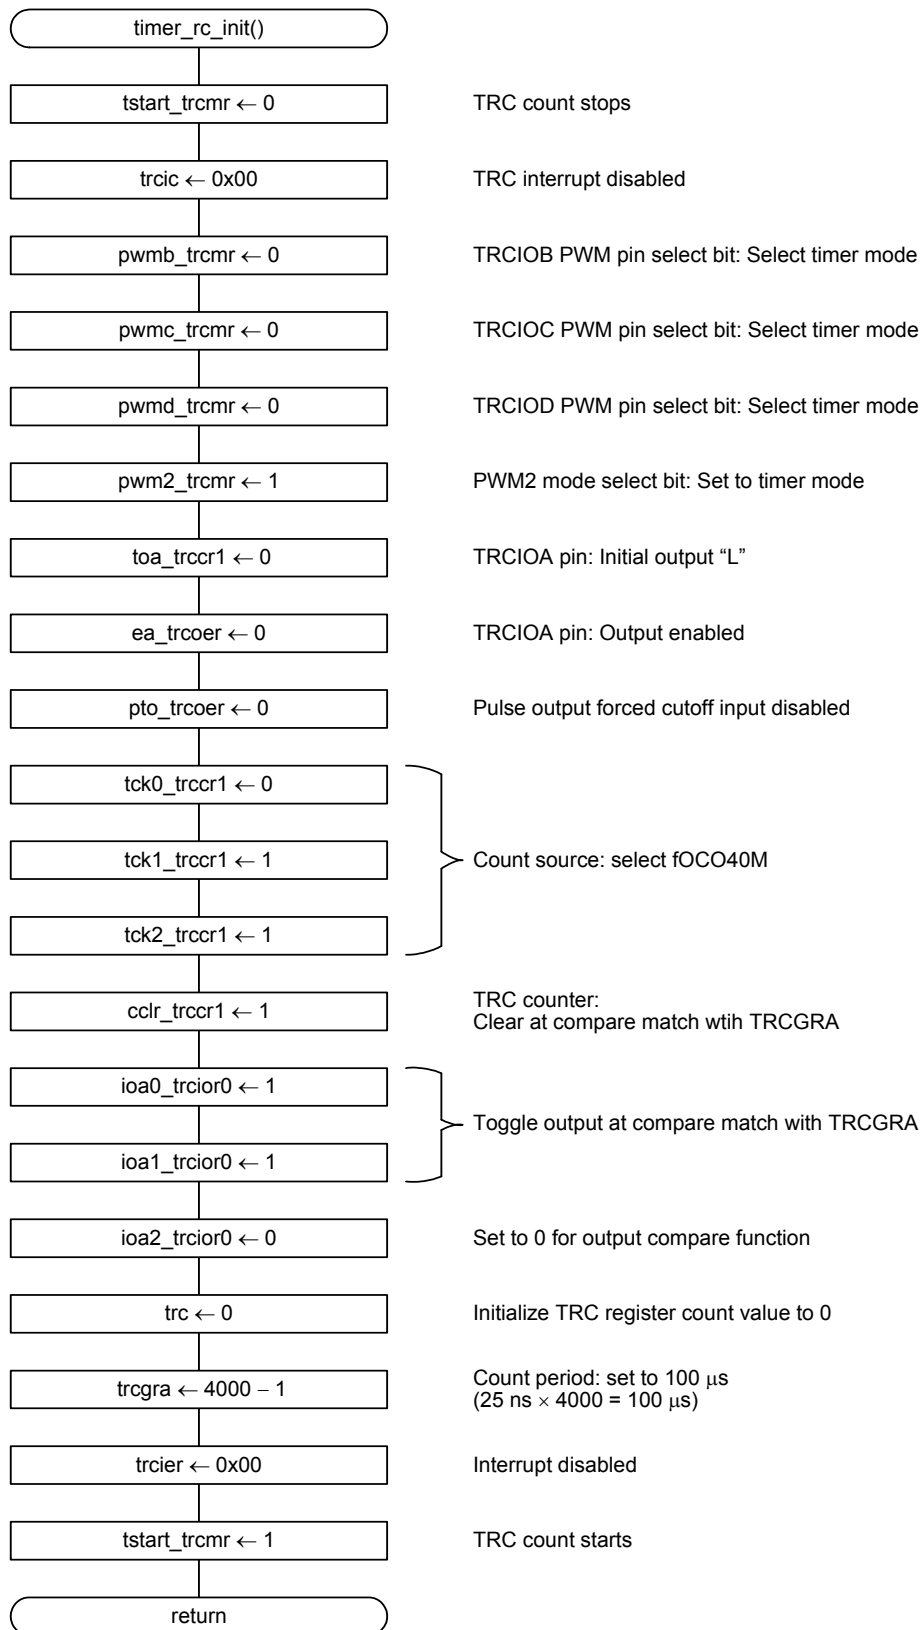 timer_rc_init()
tstart_trcmr ← 0
TRC count stops
trcic ← 0x00
TRC interrupt disabled
pwmb_trcmr ← 0
TRCIOB PWM pin select bit: Select timer mode
pwmc_trcmr ← 0
TRCIOC PWM pin select bit: Select timer mode
pwmd_trcmr ← 0
TRCIOD PWM pin select bit: Select timer mode
pwm2_trcmr ← 1
PWM2 mode select bit: Set to timer mode
toa_trccr1 ← 0
TRCIOA pin: Initial output “L”
ea_trcoer ← 0
TRCIOA pin: Output enabled
pto_trcoer ← 0
Pulse output forced cutoff input disabled
tck0_trccr1 ← 0
tck1_trccr1 ← 1
Count source: select fOCO40M
tck2_trccr1 ← 1
cclr_trccr1 ← 1
TRC counter:
Clear at compare match wtih TRCGRA
ioa0_trcior0 ← 1
Toggle output at compare match with TRCGRA
ioa1_trcior0 ← 1
ioa2_trcior0 ← 0
Set to 0 for output compare function
trc ← 0
Initialize TRC register count value to 0
trcgra ← 4000 − 1
Count period: set to 100 μs
(25 ns × 4000 = 100 μs)
trcier ← 0x00
Interrupt disabled
tstart_trcmr ← 1
TRC count starts
return